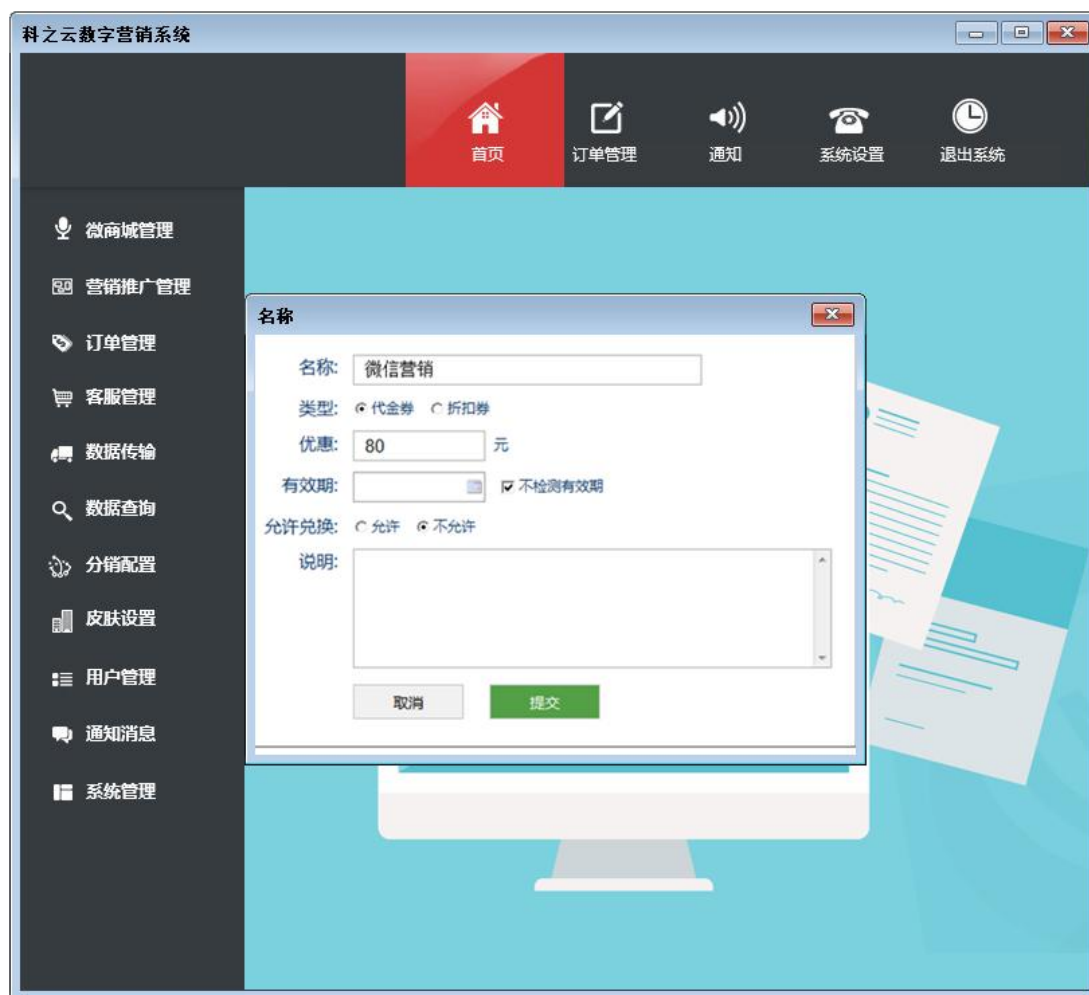 科之云数字营销系统
首页
订单管理
通知
系统设置
退出系统
微商城管理
营销推广管理
订单管理
客服管理
数据传输
数据查询
分销配置
皮肤设置
用户管理
通知消息
系统管理
名称
名称: 微信营销
类型: 代金券 折扣券
优惠: 80 元
有效期: 不检测有效期
允许兑换: 允许 不允许
说明:
取消 提交